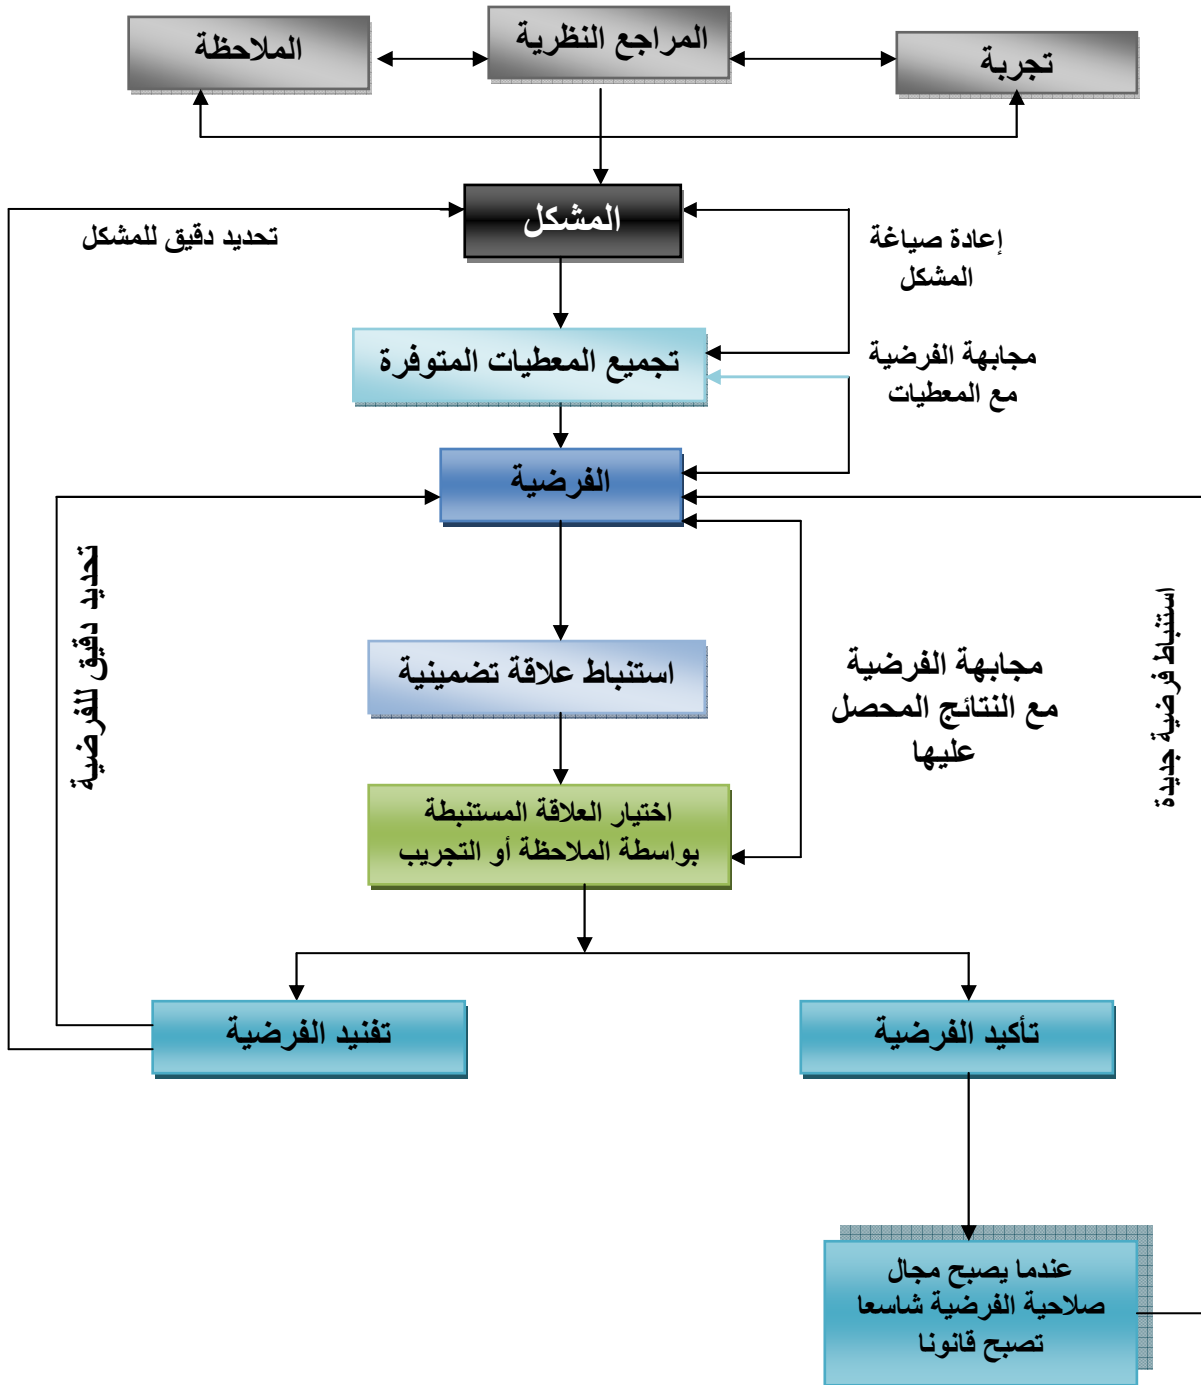 الملاحظة
المراجع النظرية
تجربة
المشكل
تحديد دقيق للمشكل
إعادة صياغة
المشكل
تجميع المعطيات المتوفرة
مجابهة الفرضية
مع المعطيات
الفرضية
تحديد دقيق للفرضية
استنباط فرضية جديدة
استنباط علاقة تضمينية
مجابهة الفرضية
مع النتائج المحصل
عليها
اختيار العلاقة المستنبطة
بواسطة الملاحظة أو التجريب
تفنيد الفرضية
تأكيد الفرضية
عندما يصبح مجال
صلاحية الفرضية شاسعا
تصبح قانونا